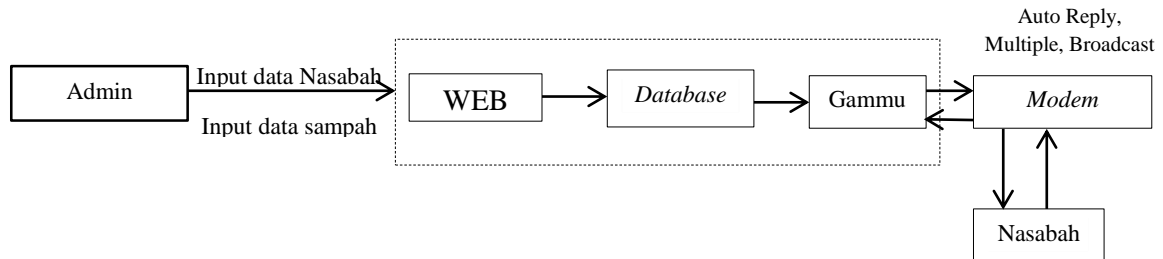 Auto Reply,
Multiple, Broadcast
Admin
Input data Nasabah
Input data sampah
WEB
Database
Gammu
Modem
Nasabah